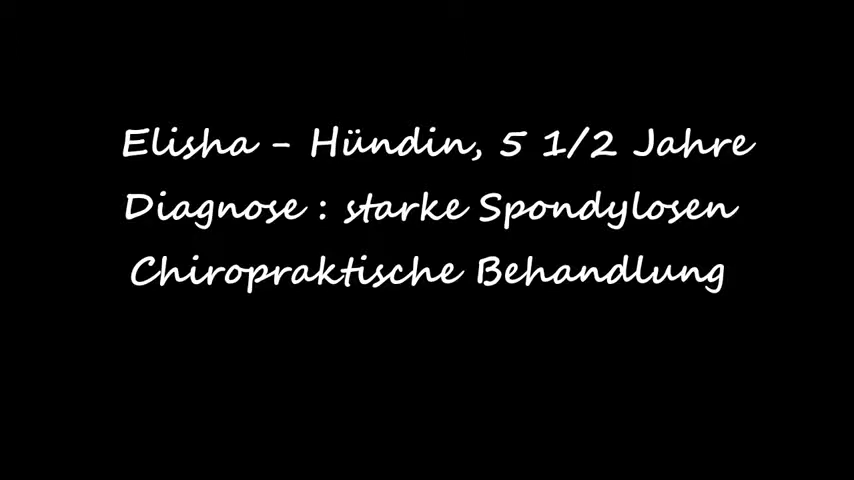 Elisha - Hündin, 5 1/2 Jahre
Diagnose : starke Spondylosen
Chiropraktische Behandlung